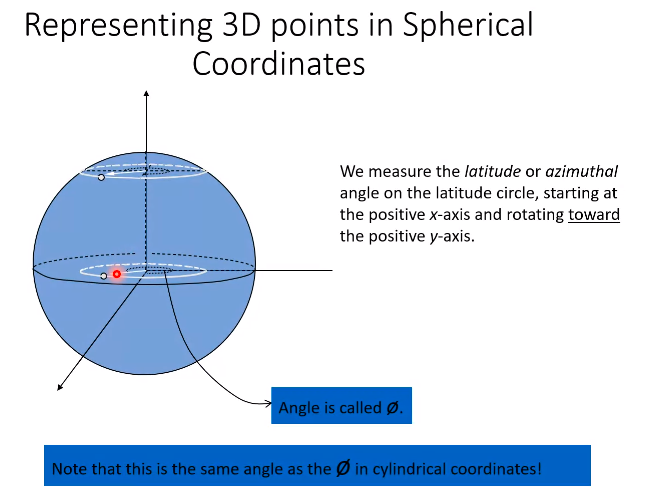 Representing 3D points in Spherical
Coordinates
We measure the latitude or azimuthal
angle on the latitude circle, starting at
the positive x-axis and rotating toward
the positive y-axis.
Angle is called Ø.
Note that this is the same angle as the Ø in cylindrical coordinates!